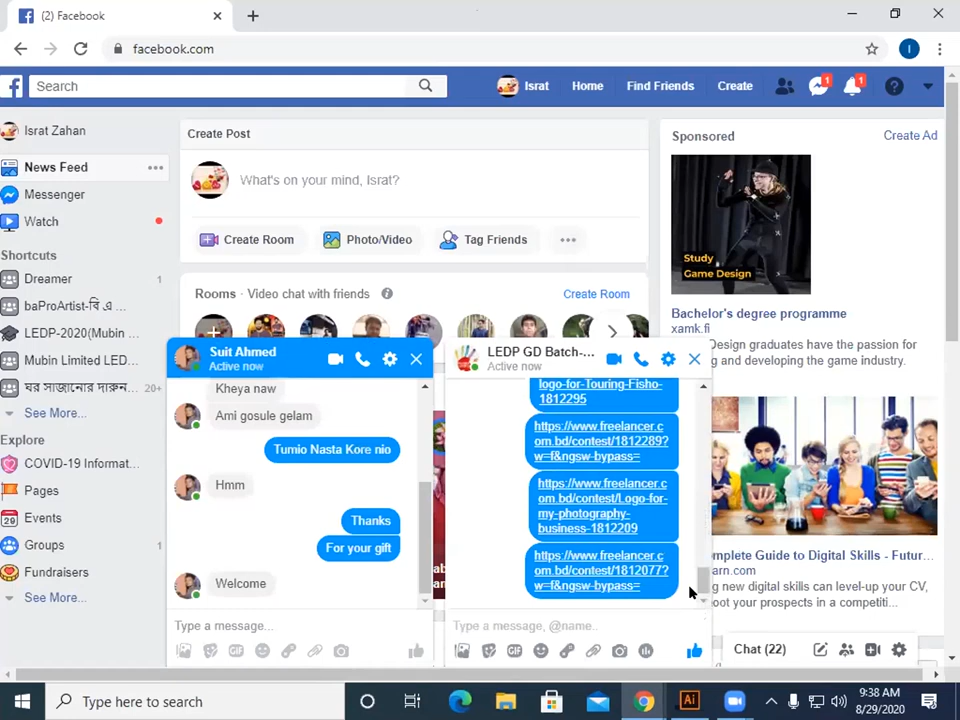 (2) Facebook
facebook.com
Search
Israt
Home
Find Friends
Create
1
1
Israt Zahan
News Feed
Messenger
Watch
Shortcuts
Dreamer
1
baProArtist-বি এ ...
LEDP-2020(Mubin ...
Mubin Limited LED...
ঘর সাজানোর দারুন...
20+
See More...
Explore
COVID-19 Informat...
Pages
Events
Groups
1
Fundraisers
See More...
Create Post
What's on your mind, Israt?
Create Room
Photo/Video
Tag Friends
Rooms · Video chat with friends
Create Room
Suit Ahmed
Active now
Kheya naw
Ami gosule gelam
Tumio Nasta Kore nio
Hmm
Thanks
For your gift
Welcome
Type a message...
GIF
LEDP GD Batch-...
Active now
logo-for-Touring-Fisho-
1812295
https://www.freelancer.c
om.bd/contest/1812289?
w=f&ngsw-bypass=
https://www.freelancer.c
om.bd/contest/Logo-for-
my-photography-
business-1812209
https://www.freelancer.c
om.bd/contest/1812077?
w=f&ngsw-bypass=
Type a message, @name..
GIF
Sponsored
Create Ad
Study
Game Design
Bachelor's degree programme
xamk.fi
Design graduates have the passion of
g and developing the game industry.
mplete Guide to Digital Skills - Futur...
earn.com
ng new digital skills can level-up your CV,
oot your prospects in a competiti...
Chat (22)
Type here to search
Ai
9:38 AM
8/29/2020